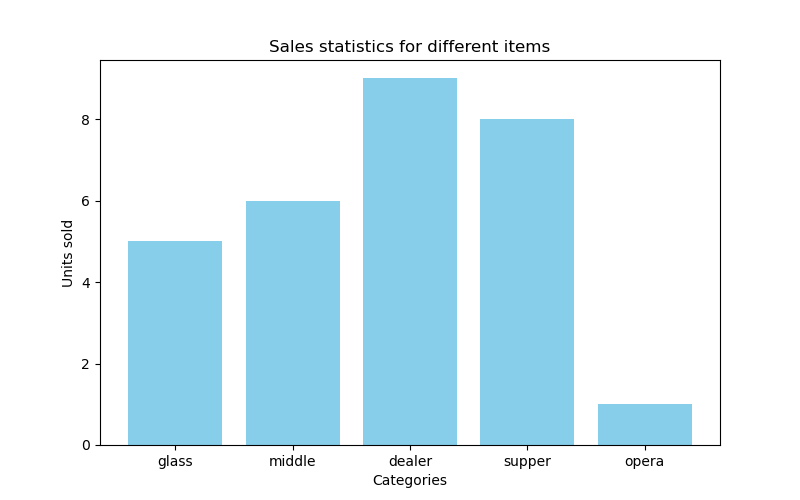 Sales statistics for different items
Units sold
8
6
4
2
0
glass middle dealer supper opera
Categories